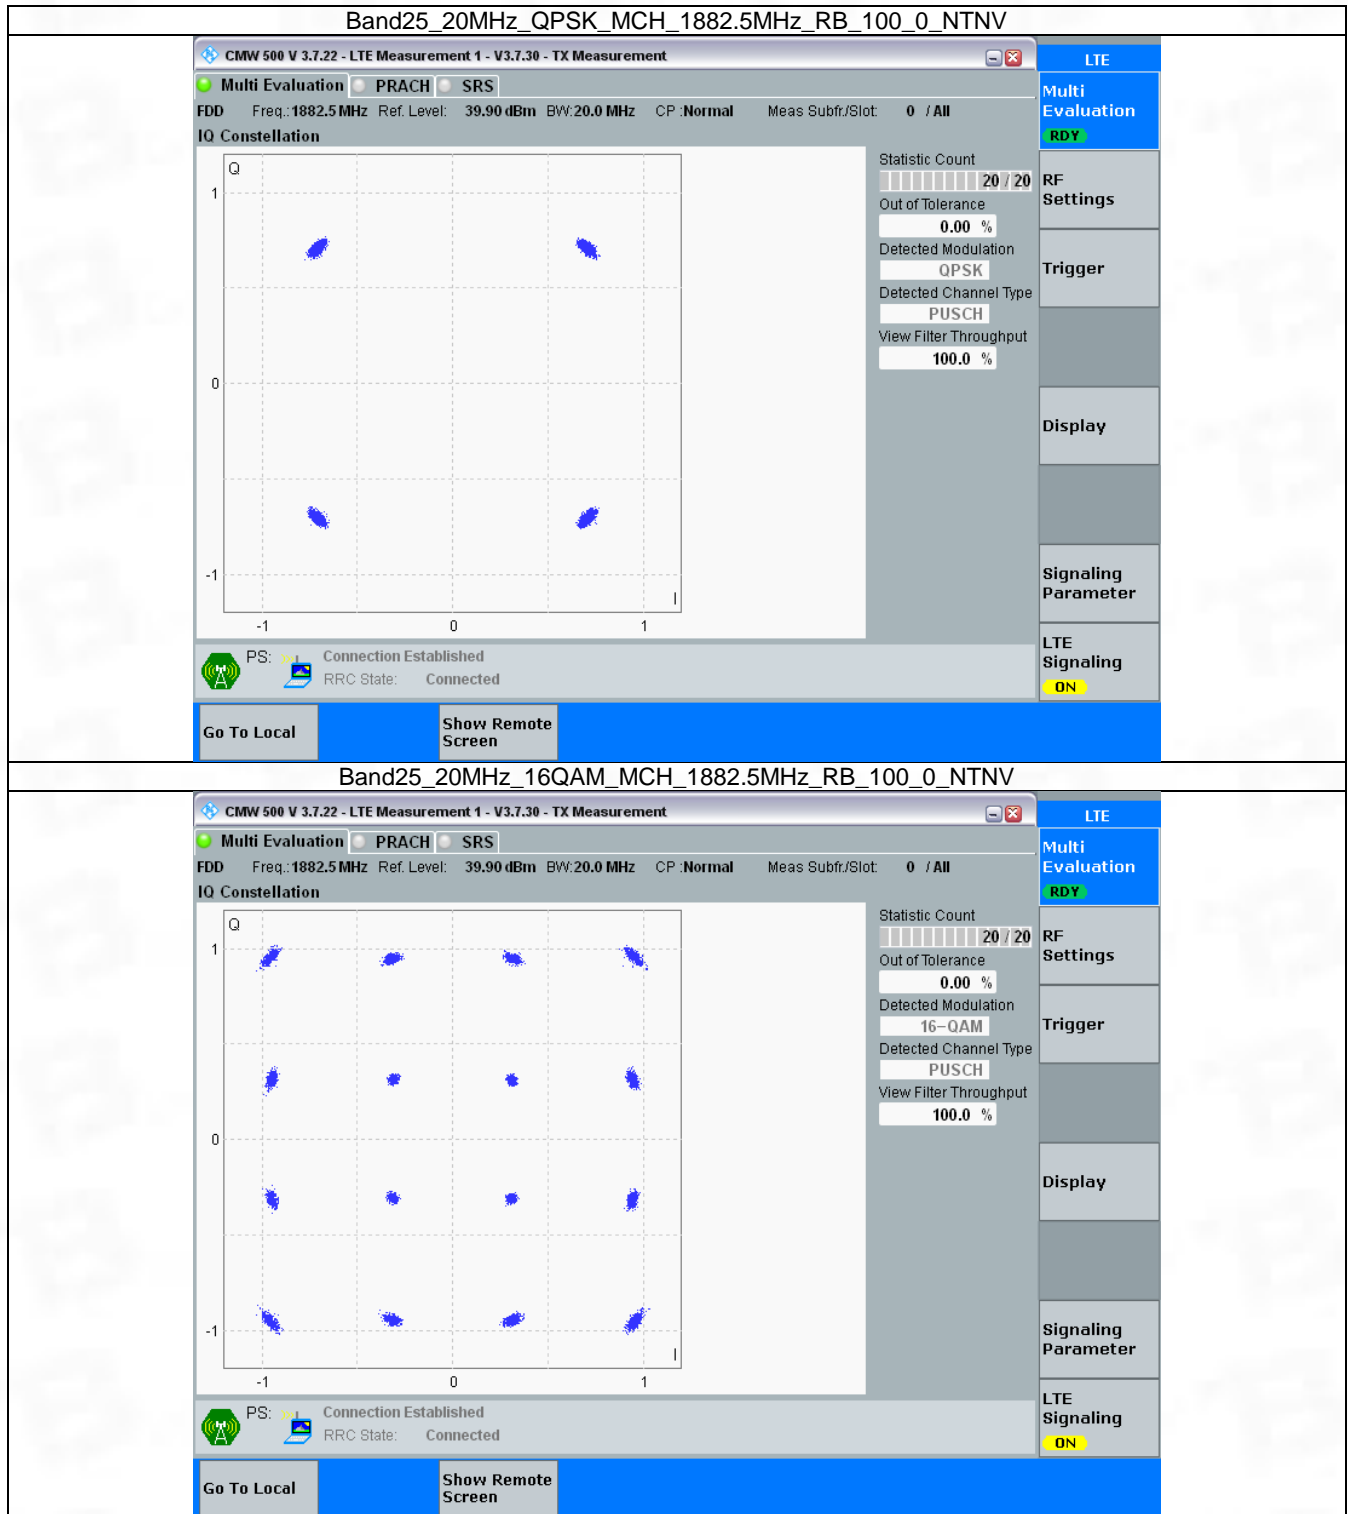 Band25_20MHz_QPSK_MCH_1882.5MHz_RB_100_0_NTNV
CMW 500 V 3.7.22 - LTE Measurement 1 - V3.7.30 - TX Measurement
LTE
Multi Evaluation PRACH SRS
Multi
Evaluation
RDY
FDD Freq.:1882.5 MHz Ref. Level: 39.90 dBm BW:20.0 MHz CP :Normal Meas Subfr./Slot: 0 / All
IQ Constellation
Q
1
0
-1
I
-1 0 1
Statistic Count
20 / 20
Out of Tolerance
0.00 %
Detected Modulation
QPSK
Detected Channel Type
PUSCH
View Filter Throughput
100.0 %
RF
Settings
Trigger
Display
Signaling
Parameter
LTE
Signaling
ON
PS: Connection Established
RRC State: Connected
Go To Local
Show Remote
Screen
Band25_20MHz_16QAM_MCH_1882.5MHz_RB_100_0_NTNV
CMW 500 V 3.7.22 - LTE Measurement 1 - V3.7.30 - TX Measurement
LTE
Multi Evaluation PRACH SRS
Multi
Evaluation
RDY
FDD Freq.:1882.5 MHz Ref. Level: 39.90 dBm BW:20.0 MHz CP :Normal Meas Subfr./Slot: 0 / All
IQ Constellation
Q
1
0
-1
I
-1 0 1
Statistic Count
20 / 20
Out of Tolerance
0.00 %
Detected Modulation
16-QAM
Detected Channel Type
PUSCH
View Filter Throughput
100.0 %
RF
Settings
Trigger
Display
Signaling
Parameter
LTE
Signaling
ON
PS: Connection Established
RRC State: Connected
Go To Local
Show Remote
Screen